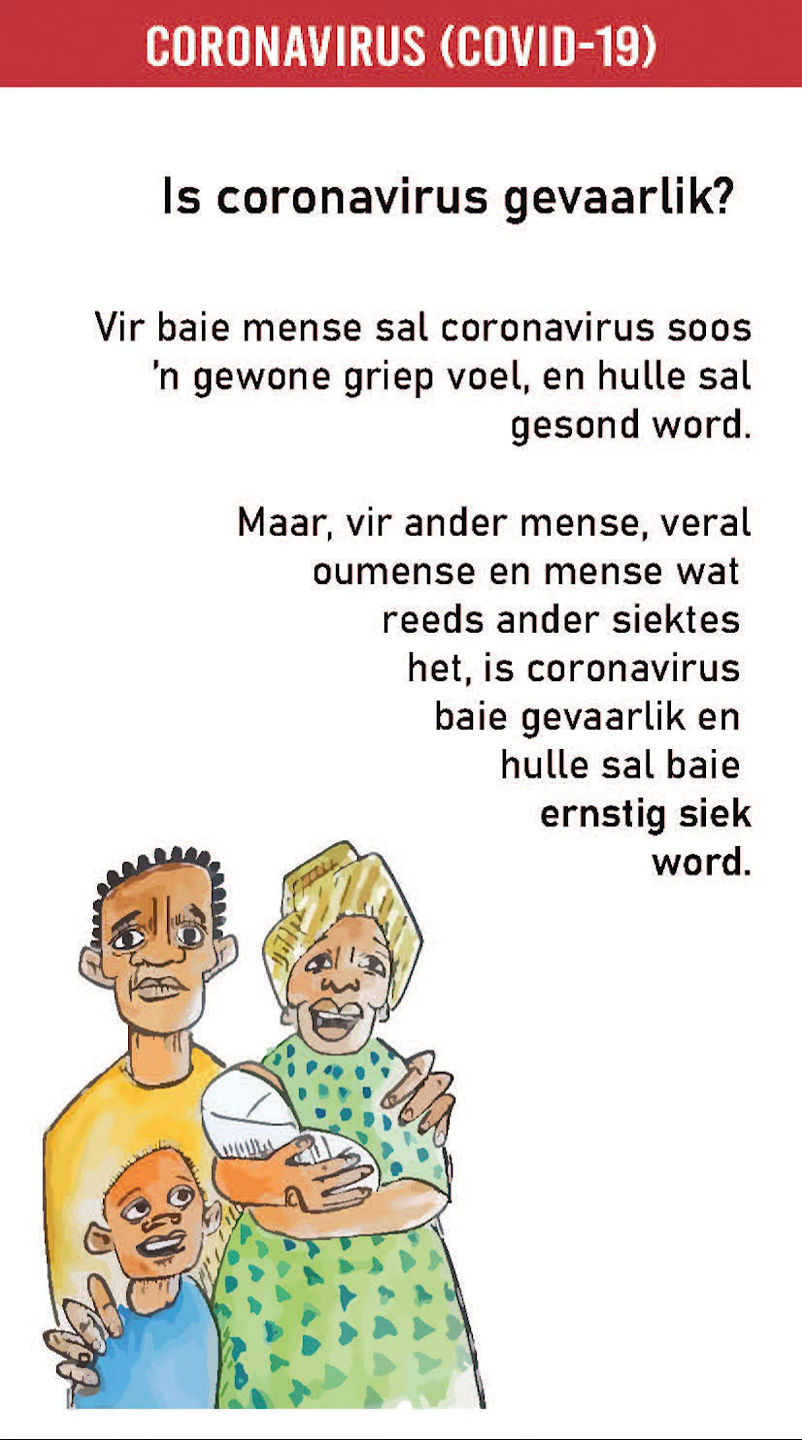 CORONAVIRUS (COVID-19)
Is coronavirus gevaarlik?
Vir baie mense sal coronavirus soos
'n gewone griep voel, en hulle sal
gesond word.
Maar, vir ander mense, veral
oumense en mense wat
reeds ander siektes
het, is coronavirus
baie gevaarlik en
hulle sal baie
ernstig siek
word.